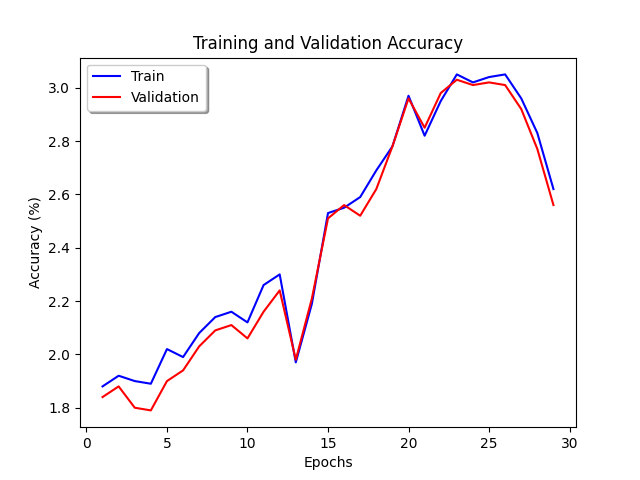 Training and Validation Accuracy
Train
Validation
Accuracy (%)
3.0
2.8
2.6
2.4
2.2
2.0
1.8
0 5 10 15 20 25 30
Epochs